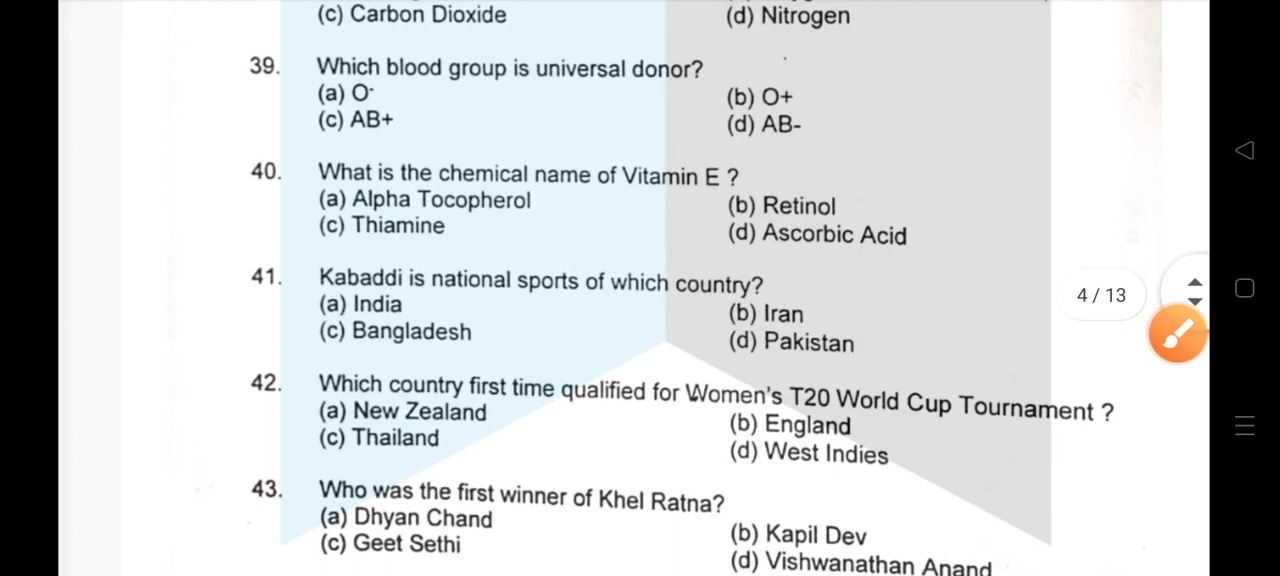 (c) Carbon Dioxide (d) Nitrogen
39. Which blood group is universal donor?
(a) O- (b) O+
(c) AB+ (d) AB-
40. What is the chemical name of Vitamin E ?
(a) Alpha Tocopherol (b) Retinol
(c) Thiamine (d) Ascorbic Acid
41. Kabaddi is national sports of which country?
(a) India (b) Iran
(c) Bangladesh (d) Pakistan
4 / 13
42. Which country first time qualified for Women's T20 World Cup Tournament ?
(a) New Zealand (b) England
(c) Thailand (d) West Indies
43. Who was the first winner of Khel Ratna?
(a) Dhyan Chand (b) Kapil Dev
(c) Geet Sethi (d) Vishwanathan Anand